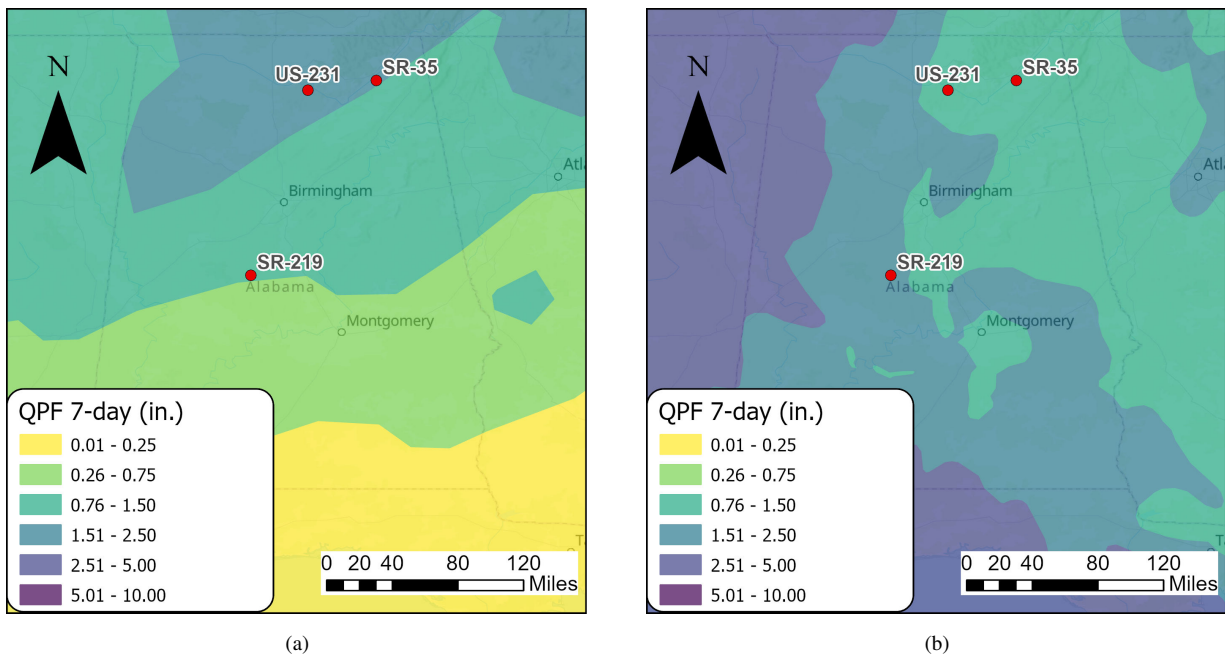 N
US-231
SR-35
Atla
Birmingham
SR-219
Alabama
Montgomery
QPF 7-day (in.)
0.01 - 0.25
0.26 - 0.75
0.76 - 1.50
1.51 - 2.50
2.51 - 5.00
5.01 - 10.00
Ta
0 20 40 80 120
Miles
(a)
N
US-231
SR-35
Atla
Birmingham
SR-219
Alabama
Montgomery
QPF 7-day (in.)
0.01 - 0.25
0.26 - 0.75
0.76 - 1.50
1.51 - 2.50
2.51 - 5.00
5.01 - 10.00
Ta
0 20 40 80 120
Miles
(b)